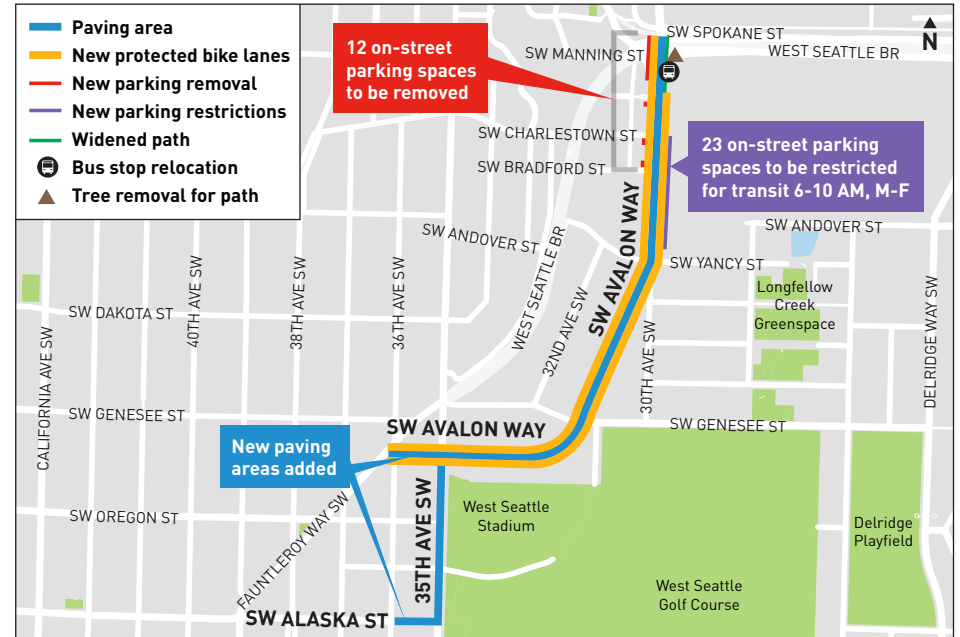 Paving area
New protected bike lanes
New parking removal
New parking restrictions
Widened path
Bus stop relocation
Tree removal for path
12 on-street
parking spaces
to be removed
SW SPOKANE ST
SW MANNING ST
WEST SEATTLE BR
N
SW CHARLESTOWN ST
SW BRADFORD ST
23 on-street parking
spaces to be restricted
for transit 6-10 AM, M-F
SW ANDOVER ST
SW ANDOVER ST
SW YANCY ST
WEST SEATTLE BR
SW AVALON WAY
32ND AVE SW
30TH AVE SW
Longfellow
Creek
Greenspace
DELRIDGE WAY SW
CALIFORNIA AVE SW
SW DAKOTA ST
40TH AVE SW
38TH AVE SW
36TH AVE SW
SW GENESEE ST
SW GENESEE ST
SW AVALON WAY
New paving
areas added
SW OREGON ST
FAUNTLEROY WAY SW
35TH AVE SW
West Seattle
Stadium
Delridge
Playfield
West Seattle
Golf Course
SW ALASKA ST